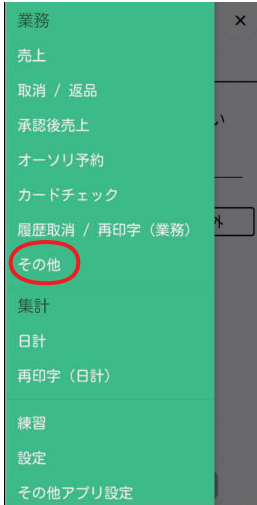 業務
×
売上
取消 / 返品
い
承認後売上
オーソリ予約
カードチェック
外
履歴取消 / 再印字（業務）
その他
集計
日計
再印字（日計）
練習
設定
その他アプリ設定